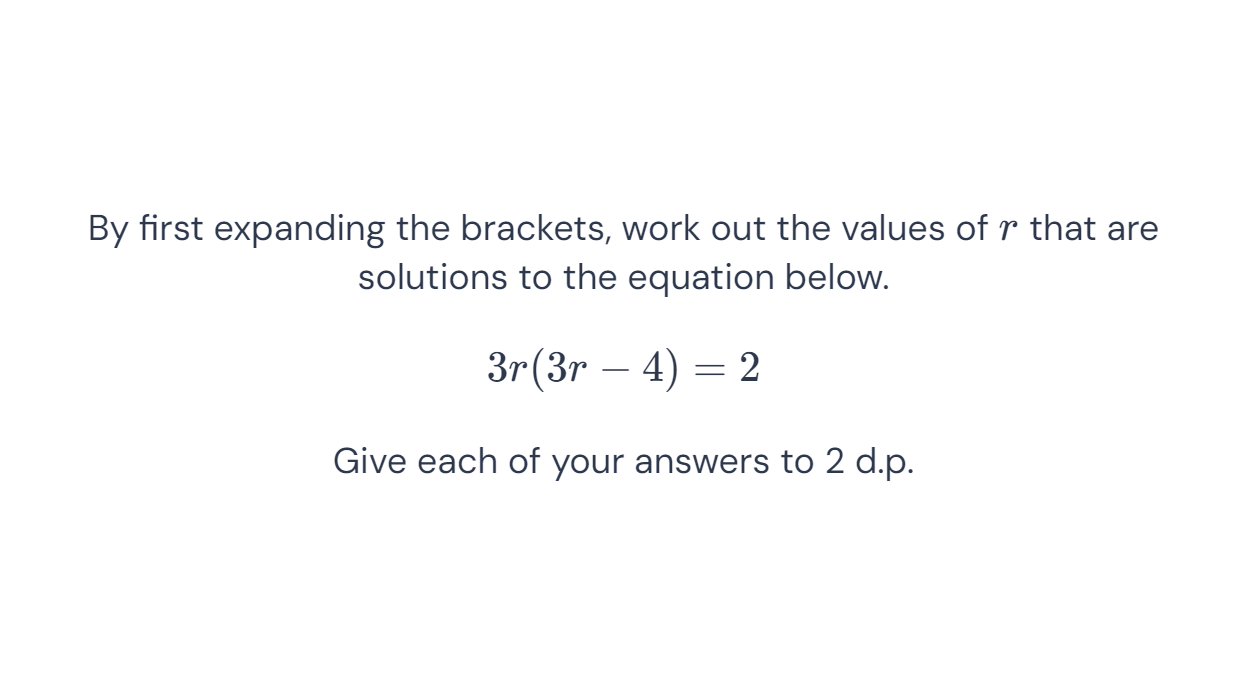 By first expanding the brackets, work out the values of r that are
solutions to the equation below.
3r(3r − 4) = 2
Give each of your answers to 2 d.p.